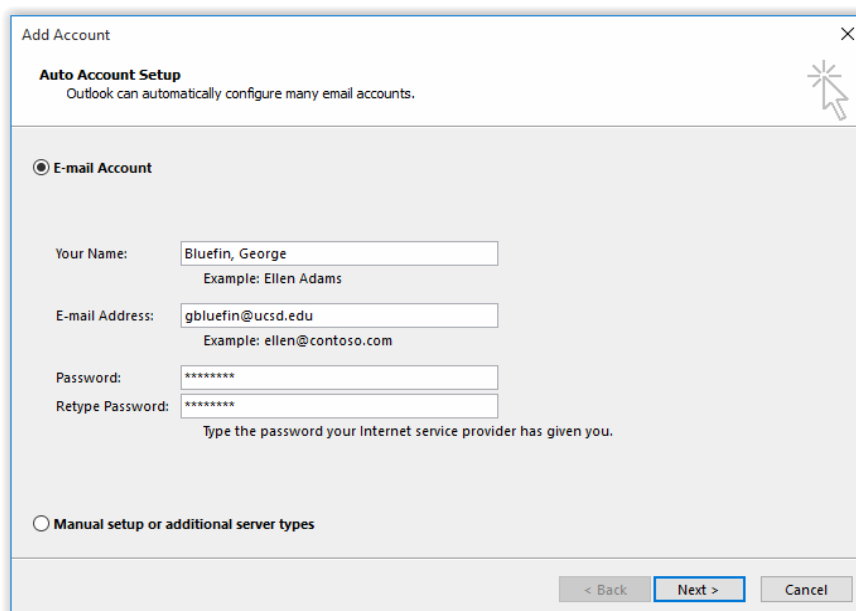 Add Account
Auto Account Setup
Outlook can automatically configure many email accounts.
E-mail Account
Your Name: Bluefin, George
Example: Ellen Adams
E-mail Address: gbluefin@ucsd.edu
Example: ellen@contoso.com
Password: ********
Retype Password: ********
Type the password your Internet service provider has given you.
Manual setup or additional server types
< Back Next > Cancel